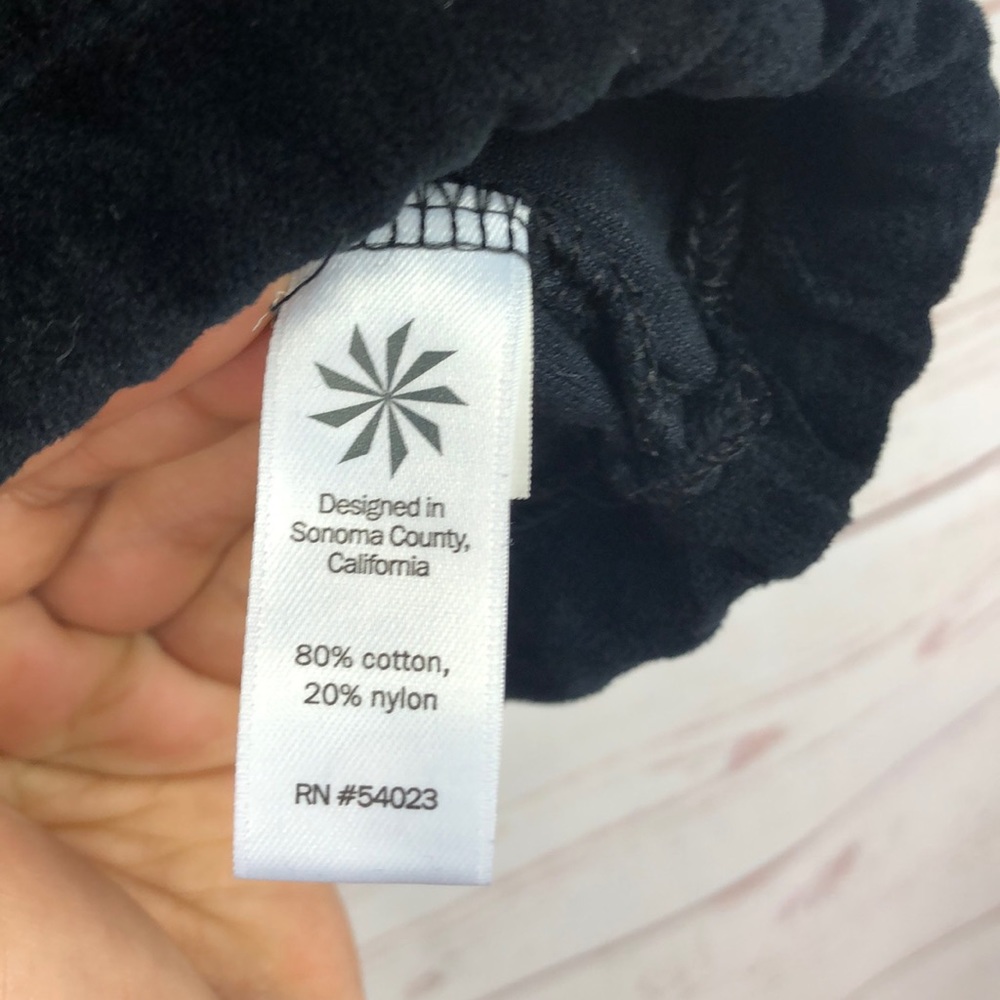 Designed in
Sonoma County,
California
80% cotton,
20% nylon
RN #54023